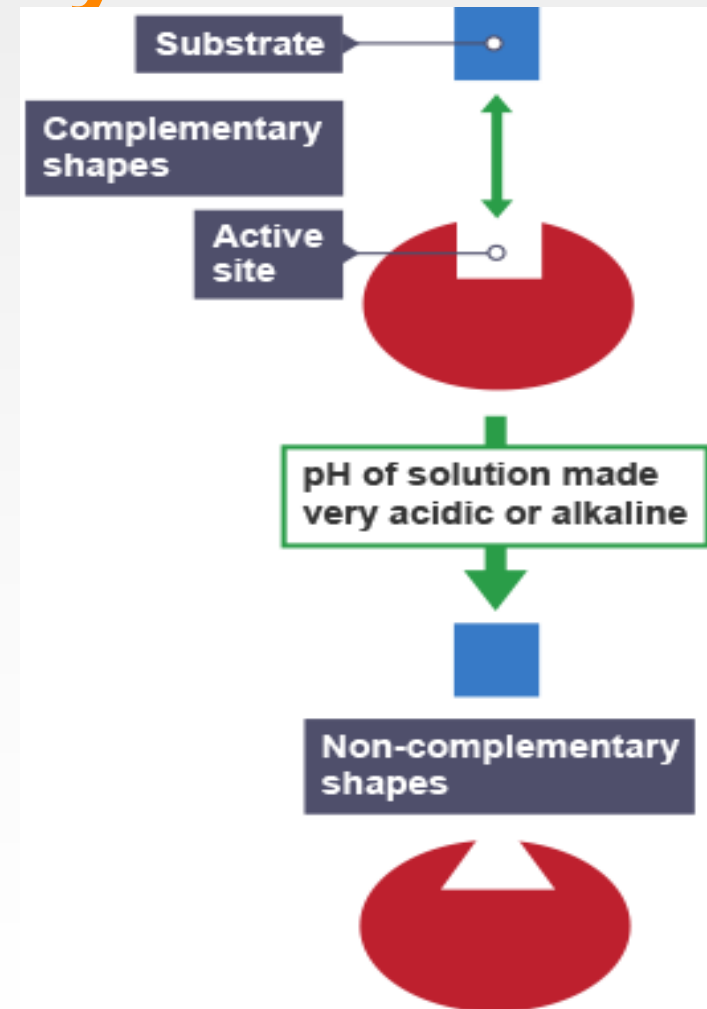 Substrate
Complementary
shapes
Active
site
pH of solution made
very acidic or alkaline
Non-complementary
shapes